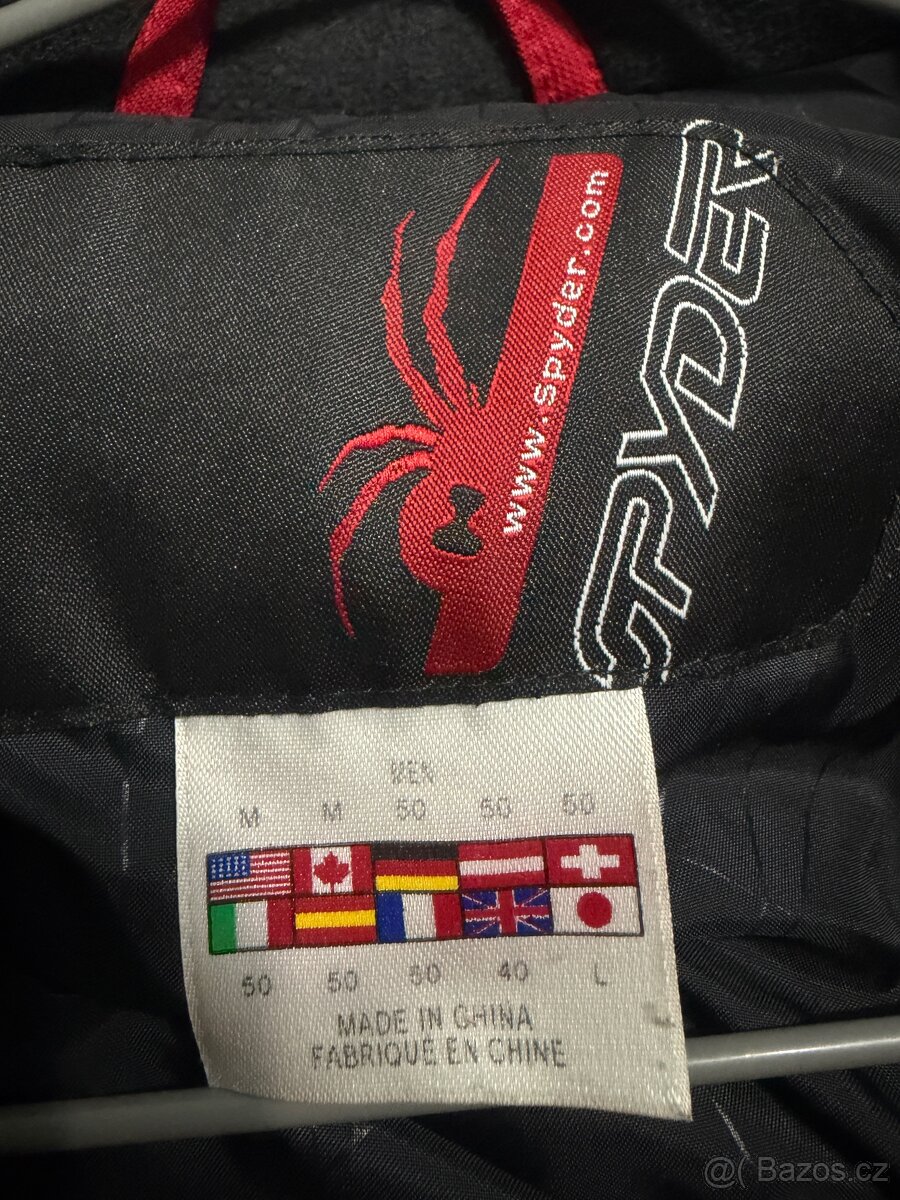 www.spyder.com
SPYDER
MEN
M M 50 50 50
50 50 50 40 L
MADE IN CHINA
FABRIQUE EN CHINE
@( Bazos.cz